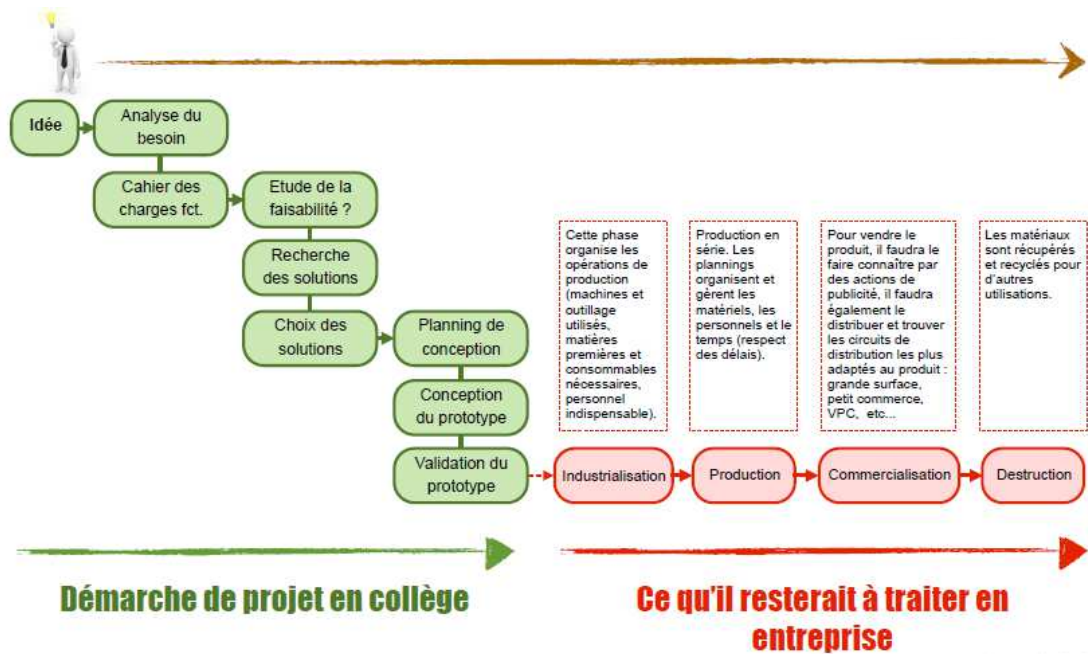 Idée
Analyse du
besoin
Cahier des
charges fct.
Etude de la
faisabilité ?
Recherche
des solutions
Choix des
solutions
Planning de
conception
Conception
du prototype
Validation du
prototype
Cette phase
organise les
opérations de
production
(machines et
outillage
utilisés,
matières
premières et
consommables
nécessaires,
personnel
indispensable).
Production en
série. Les
plannings
organisent et
gèrent les
matériels, les
personnels et le
temps (respect
des délais).
Pour vendre le
produit, il faudra le
faire connaître par
des actions de
publicité, il faudra
également le
distribuer et trouver
les circuits de
distribution les plus
adaptés au produit :
grande surface,
petit commerce,
VPC, etc...
Les matériaux
sont récupérés
et recyclés pour
d'autres
utilisations.
Industrialisation
Production
Commercialisation
Destruction
Démarche de projet en collège
Ce qu'il resterait à traiter en
entreprise